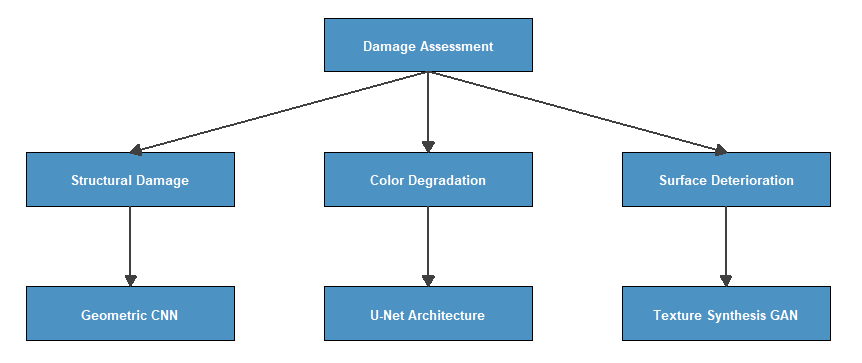 Damage Assessment
Structural Damage
Color Degradation
Surface Deterioration
Geometric CNN
U-Net Architecture
Texture Synthesis GAN